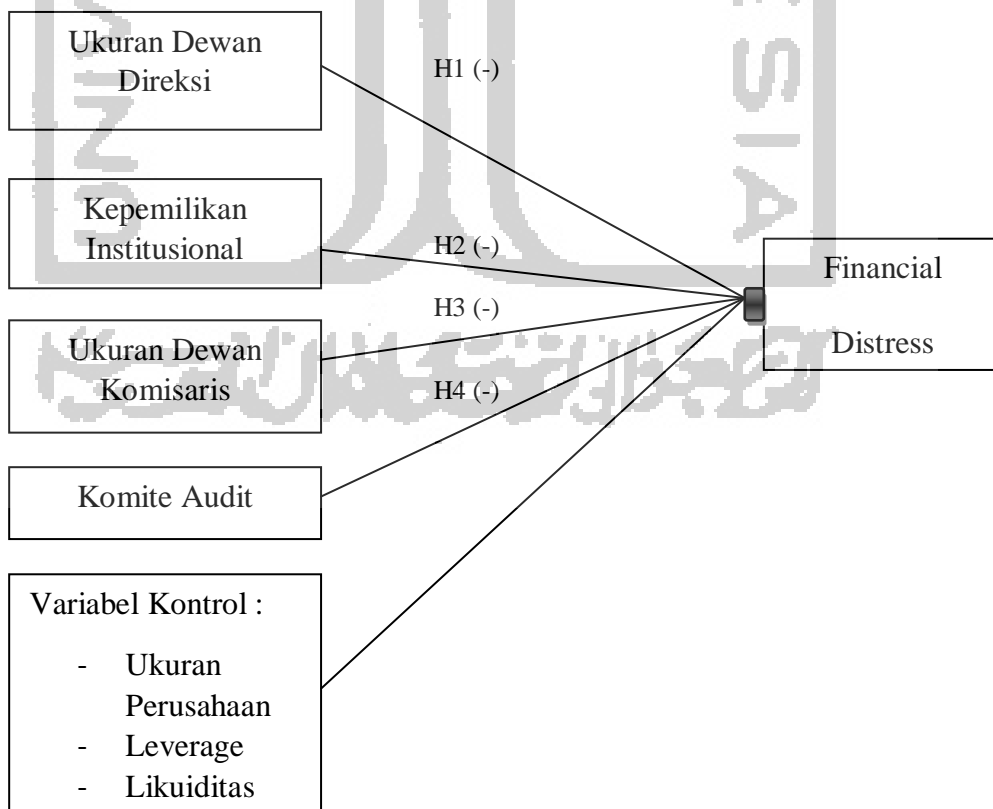 Ukuran Dewan
Direksi
H1 (-)
Kepemilikan
Institusional
H2 (-)
Financial
Distress
H3 (-)
Ukuran Dewan
Komisaris
H4 (-)
Komite Audit
Variabel Kontrol :
- Ukuran
Perusahaan
- Leverage
- Likuiditas